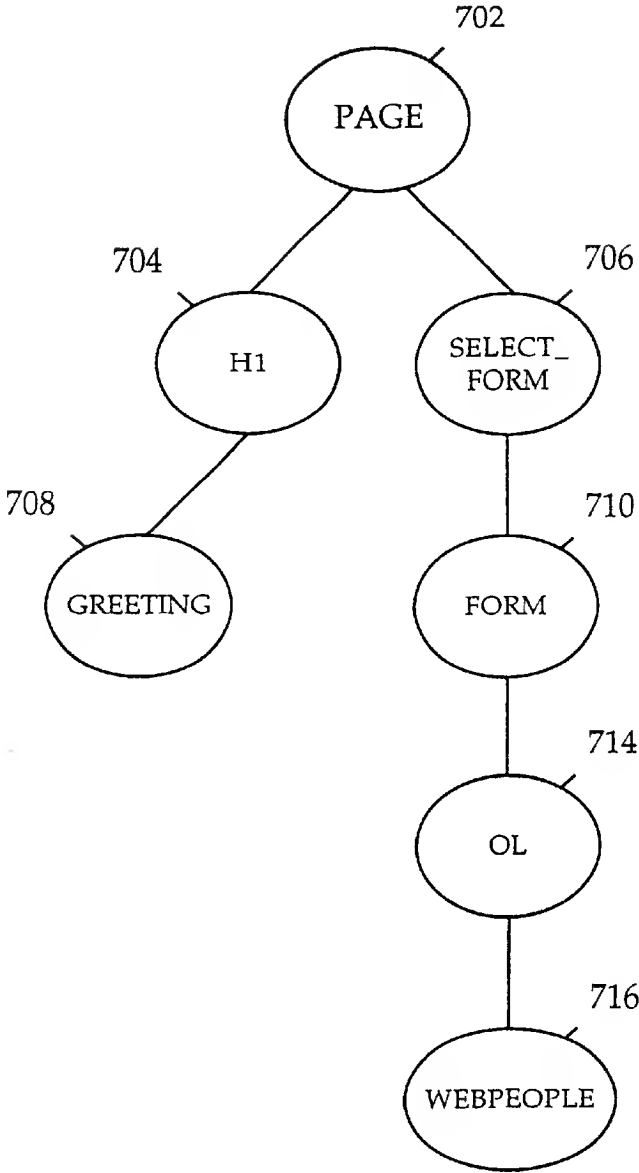 702
PAGE
704
706
H1
SELECT_
FORM
708
710
GREETING
FORM
714
OL
716
WEBPEOPLE